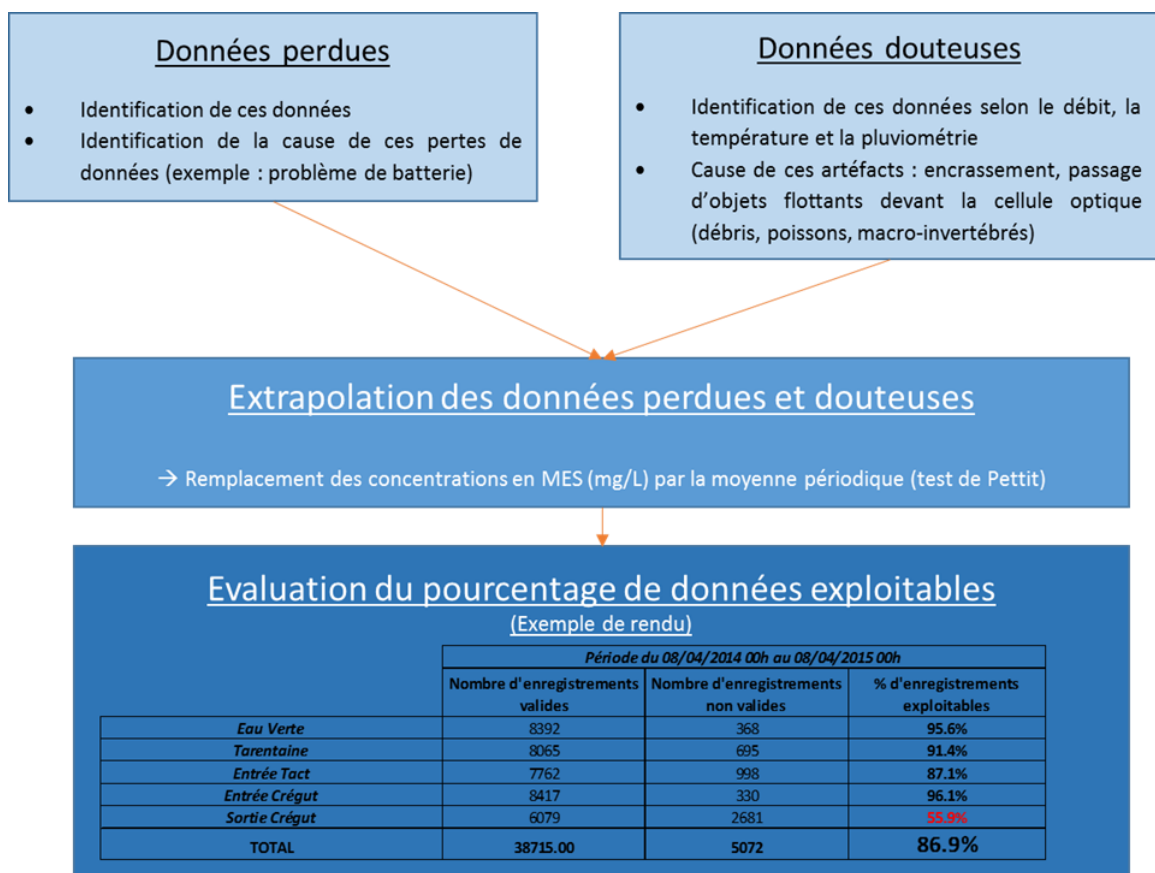 Données perdues
• Identification de ces données
• Identification de la cause de ces pertes de
données (exemple : problème de batterie)
Données douteuses
• Identification de ces données selon le débit, la
température et la pluviométrie
• Cause de ces artéfacts : encrassement, passage
d'objets flottants devant la cellule optique
(débris, poissons, macro-invertébrés)
Extrapolation des données perdues et douteuses
→ Remplacement des concentrations en MES (mg/L) par la moyenne périodique (test de Pettit)
Evaluation du pourcentage de données exploitables
(Exemple de rendu)
Période du 08/04/2014 00h au 08/04/2015 00h
Nombre d'enregistrements Nombre d'enregistrements % d'enregistrements
valides non valides exploitables
Eau Verte 8392 368 95.6%
Tarentaine 8065 695 91.4%
Entrée Tact 7762 998 87.1%
Entrée Crégut 8417 330 96.1%
Sortie Crégut 6079 2681 55.9%
TOTAL 38715.00 5072 86.9%